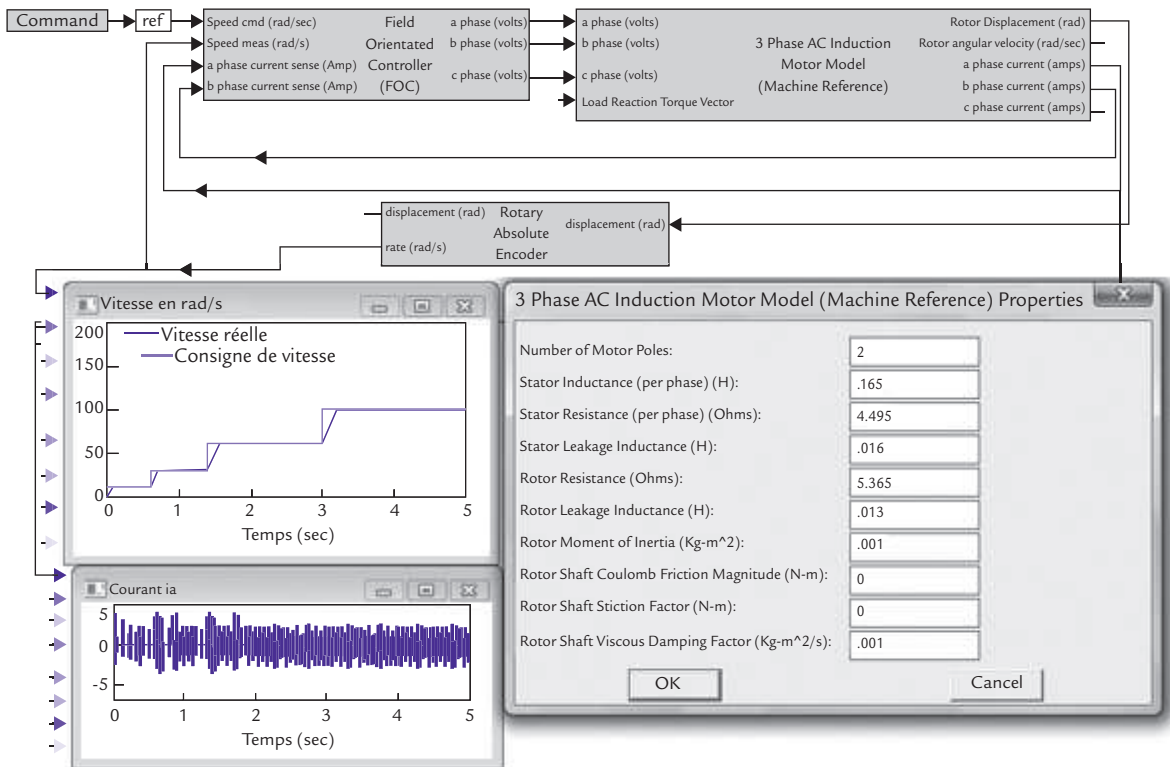 Command
ref
Speed cmd (rad/sec)
Speed meas (rad/s)
a phase current sense (Amp)
b phase current sense (Amp)
Field
Orientated
Controller
(FOC)
a phase (volts)
b phase (volts)
c phase (volts)
a phase (volts)
b phase (volts)
c phase (volts)
Load Reaction Torque Vector
3 Phase AC Induction
Motor Model
(Machine Reference)
Rotor Displacement (rad)
Rotor angular velocity (rad/sec)
a phase current (amps)
b phase current (amps)
c phase current (amps)
displacement (rad)
rate (rad/s)
Rotary
Absolute
Encoder
displacement (rad)
Vitesse en rad/s
200
150
100
50
0
Vitesse réelle
Consigne de vitesse
0 1 2 3 4 5
Temps (sec)
Courant ia
5
0
-5
0 1 2 3 4 5
Temps (sec)
3 Phase AC Induction Motor Model (Machine Reference) Properties
Number of Motor Poles: 2
Stator Inductance (per phase) (H): .165
Stator Resistance (per phase) (Ohms): 4.495
Stator Leakage Inductance (H): .016
Rotor Resistance (Ohms): 5.365
Rotor Leakage Inductance (H): .013
Rotor Moment of Inertia (Kg-m^2): .001
Rotor Shaft Coulomb Friction Magnitude (N-m): 0
Rotor Shaft Stiction Factor (N-m): 0
Rotor Shaft Viscous Damping Factor (Kg-m^2/s): .001
OK Cancel